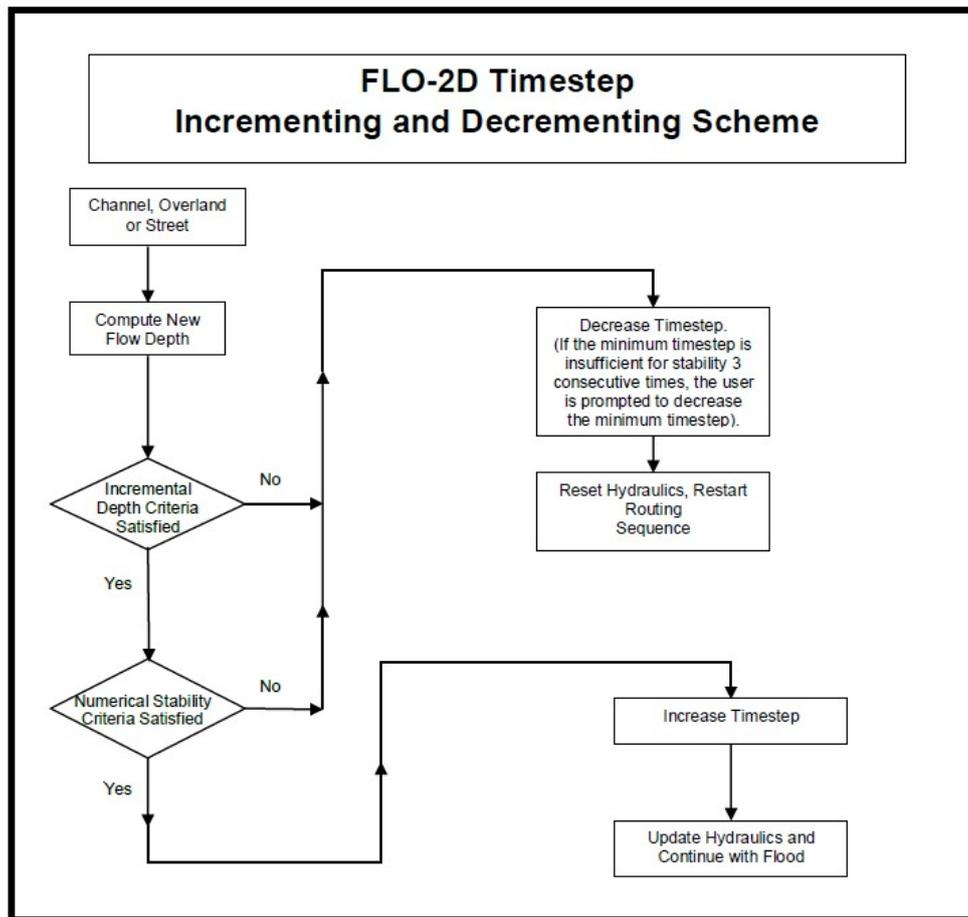 FLO-2D Timestep
Incrementing and Decrementing Scheme
Channel, Overland
or Street
Compute New
Flow Depth
Incremental
Depth Criteria
Satisfied
No
Yes
Numerical Stability
Criteria Satisfied
No
Yes
Decrease Timestep.
(If the minimum timestep is
insufficient for stability 3
consecutive times, the user
is prompted to decrease
the minimum timestep).
Reset Hydraulics, Restart
Routing
Sequence
Increase Timestep
Update Hydraulics and
Continue with Flood